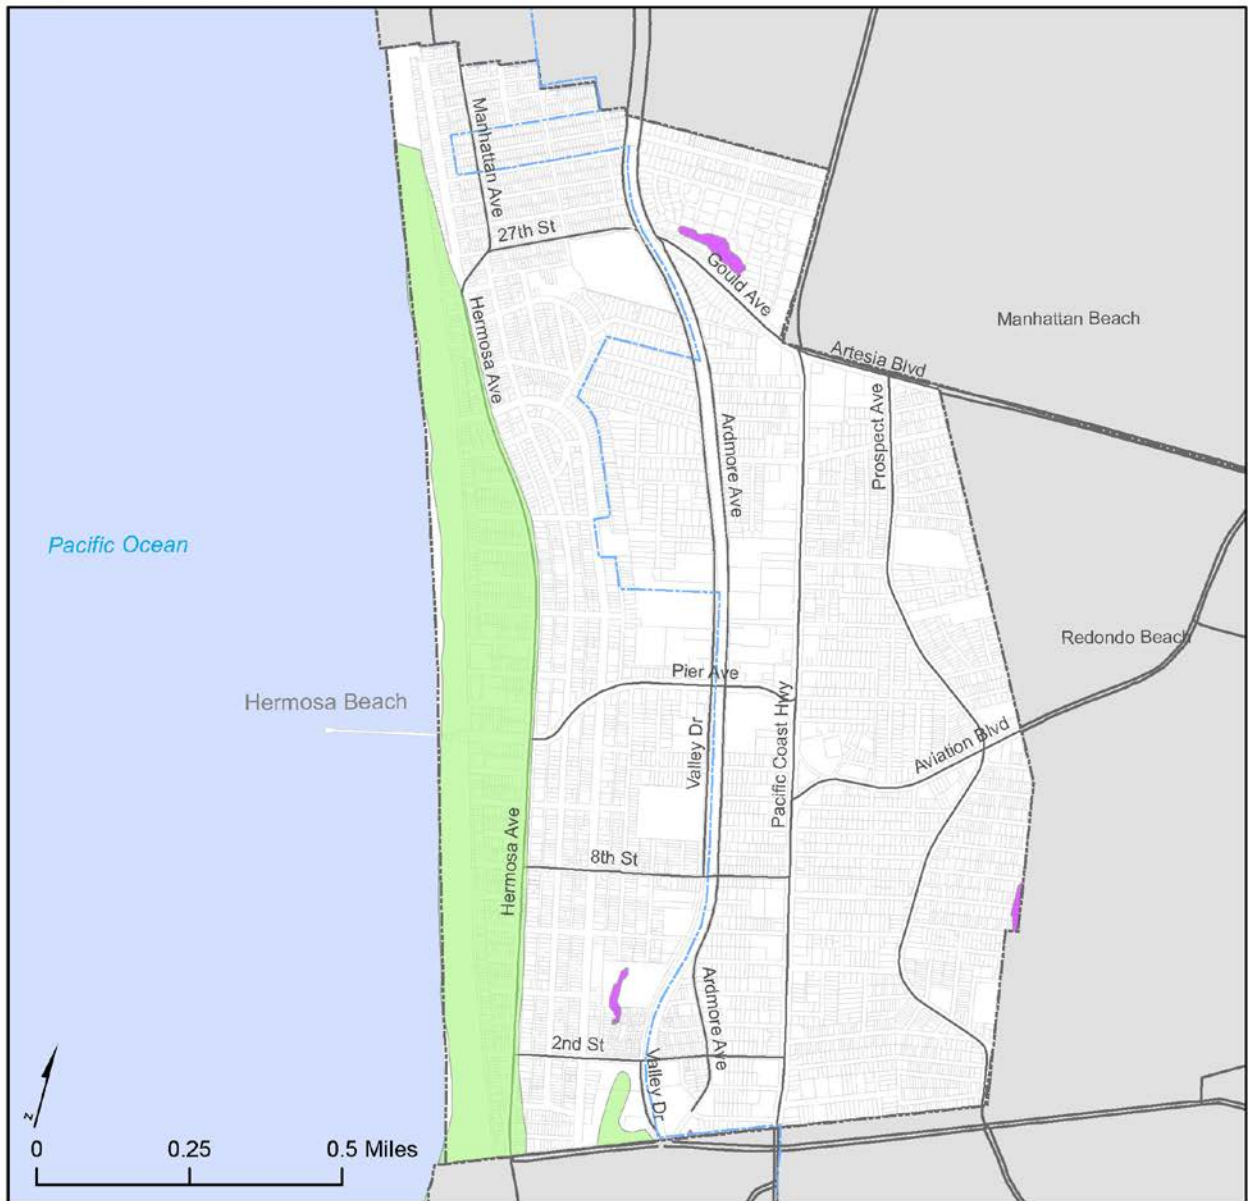 Manhattan Ave
27th St
Gould Ave
Manhattan Beach
Hermosa Ave
Artesia Blvd
Prospect Ave
Ardmore Ave
Pacific Ocean
Redondo Beach
Pier Ave
Hermosa Beach
Valley Dr
Pacific Coast Hwy
Aviation Blvd
Hermosa Ave
8th St
Ardmore Ave
2nd St
Valley Dr
z
0 0.25 0.5 Miles